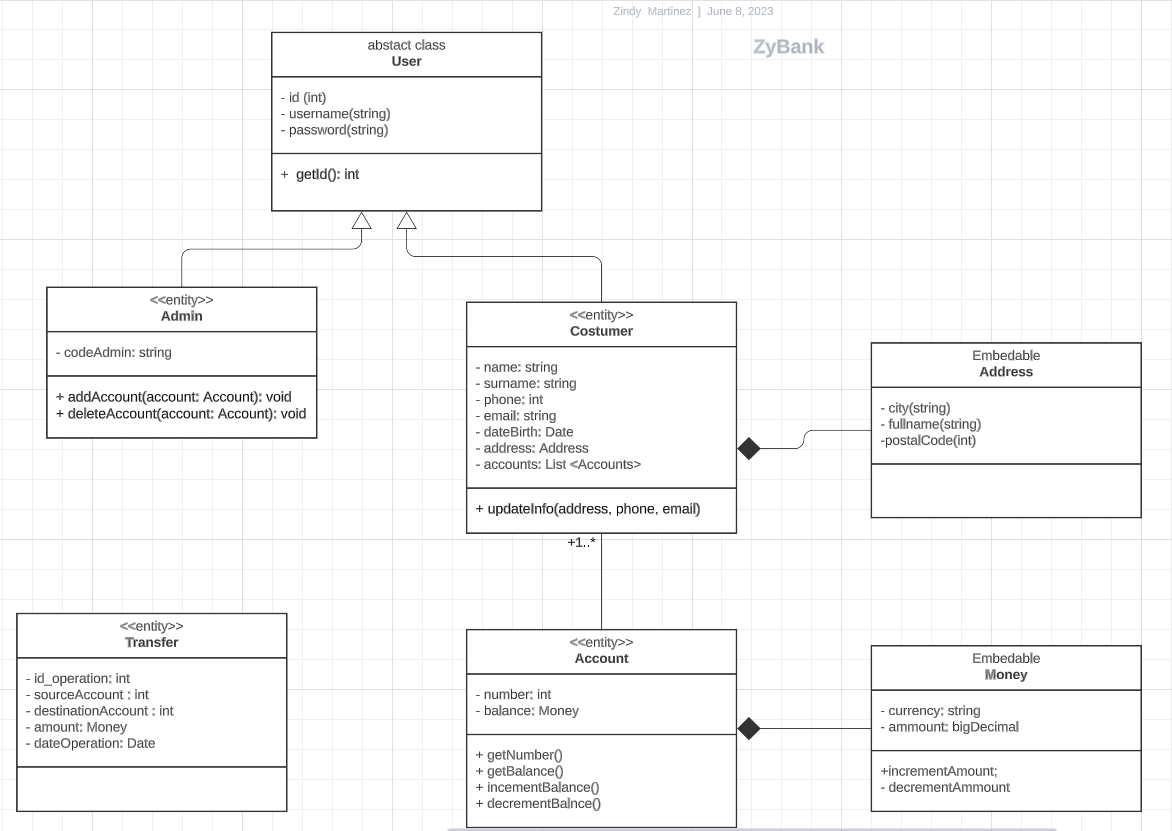 Zindy Martinez | June 8, 2023
ZyBank
abstact class
User
- id (int)
- username(string)
- password(string)
+ getId(): int
<<entity>>
Admin
- codeAdmin: string
+ addAccount(account: Account): void
+ deleteAccount(account: Account): void
<<entity>>
Costumer
- name: string
- surname: string
- phone: int
- email: string
- dateBirth: Date
- address: Address
- accounts: List <Accounts>
+ updateInfo(address, phone, email)
+1..*
Embedable
Address
- city(string)
- fullname(string)
-postalCode(int)
<<entity>>
Transfer
- id_operation: int
- sourceAccount : int
- destinationAccount : int
- amount: Money
- dateOperation: Date
<<entity>>
Account
- number: int
- balance: Money
+ getNumber()
+ getBalance()
+ incementBalance()
+ decrementBalnce()
Embedable
Money
- currency: string
- ammount: bigDecimal
+incrementAmount;
- decrementAmmount